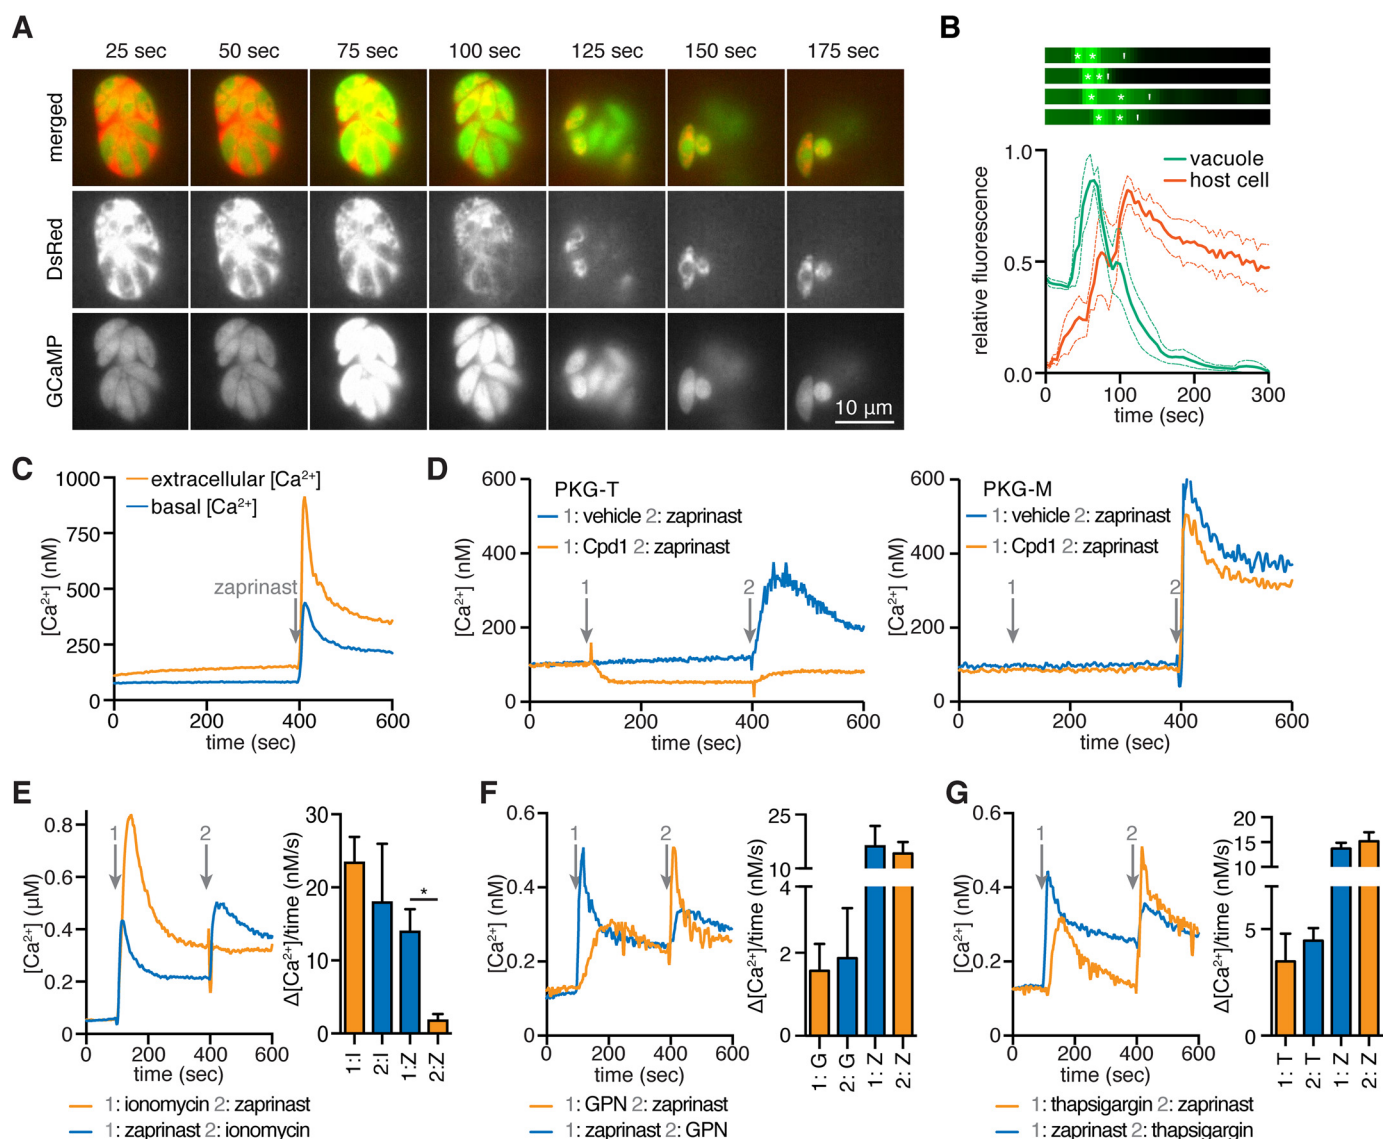 A
25 sec 50 sec 75 sec 100 sec 125 sec 150 sec 175 sec
merged
DsRed
GCaMP
10 µm
B
* * '
* * '
* * '
* * '
vacuole
host cell
relative fluorescence
1.0
0.5
0.0
0 100 200 300
time (sec)
C
extracellular [Ca²⁺]
basal [Ca²⁺]
zaprinast
[Ca²⁺] (nM)
1000
750
500
250
0
0 200 400 600
time (sec)
D
PKG-T
1: vehicle 2: zaprinast
1: Cpd1 2: zaprinast
1 2
[Ca²⁺] (nM)
600
400
200
0
0 200 400 600
time (sec)
PKG-M
1: vehicle 2: zaprinast
1: Cpd1 2: zaprinast
1 2
[Ca²⁺] (nM)
600
400
200
0
0 200 400 600
time (sec)
E
1 2
[Ca²⁺] (µM)
0.8
0.6
0.4
0.2
0
0 200 400 600
time (sec)
Δ[Ca²⁺]/time (nM/s)
30
20
10
0
*
1:I 2:I 1:Z 2:Z
1: ionomycin 2: zaprinast
1: zaprinast 2: ionomycin
F
1 2
[Ca²⁺] (nM)
0.6
0.4
0.2
0
0 200 400 600
time (sec)
Δ[Ca²⁺]/time (nM/s)
25
10
4
2
0
1: G 2: G 1: Z 2: Z
1: GPN 2: zaprinast
1: zaprinast 2: GPN
G
1 2
[Ca²⁺] (nM)
0.6
0.4
0.2
0
0 200 400 600
time (sec)
Δ[Ca²⁺]/time (nM/s)
20
15
10
5
0
1: T 2: T 1: Z 2: Z
1: thapsigargin 2: zaprinast
1: zaprinast 2: thapsigargin